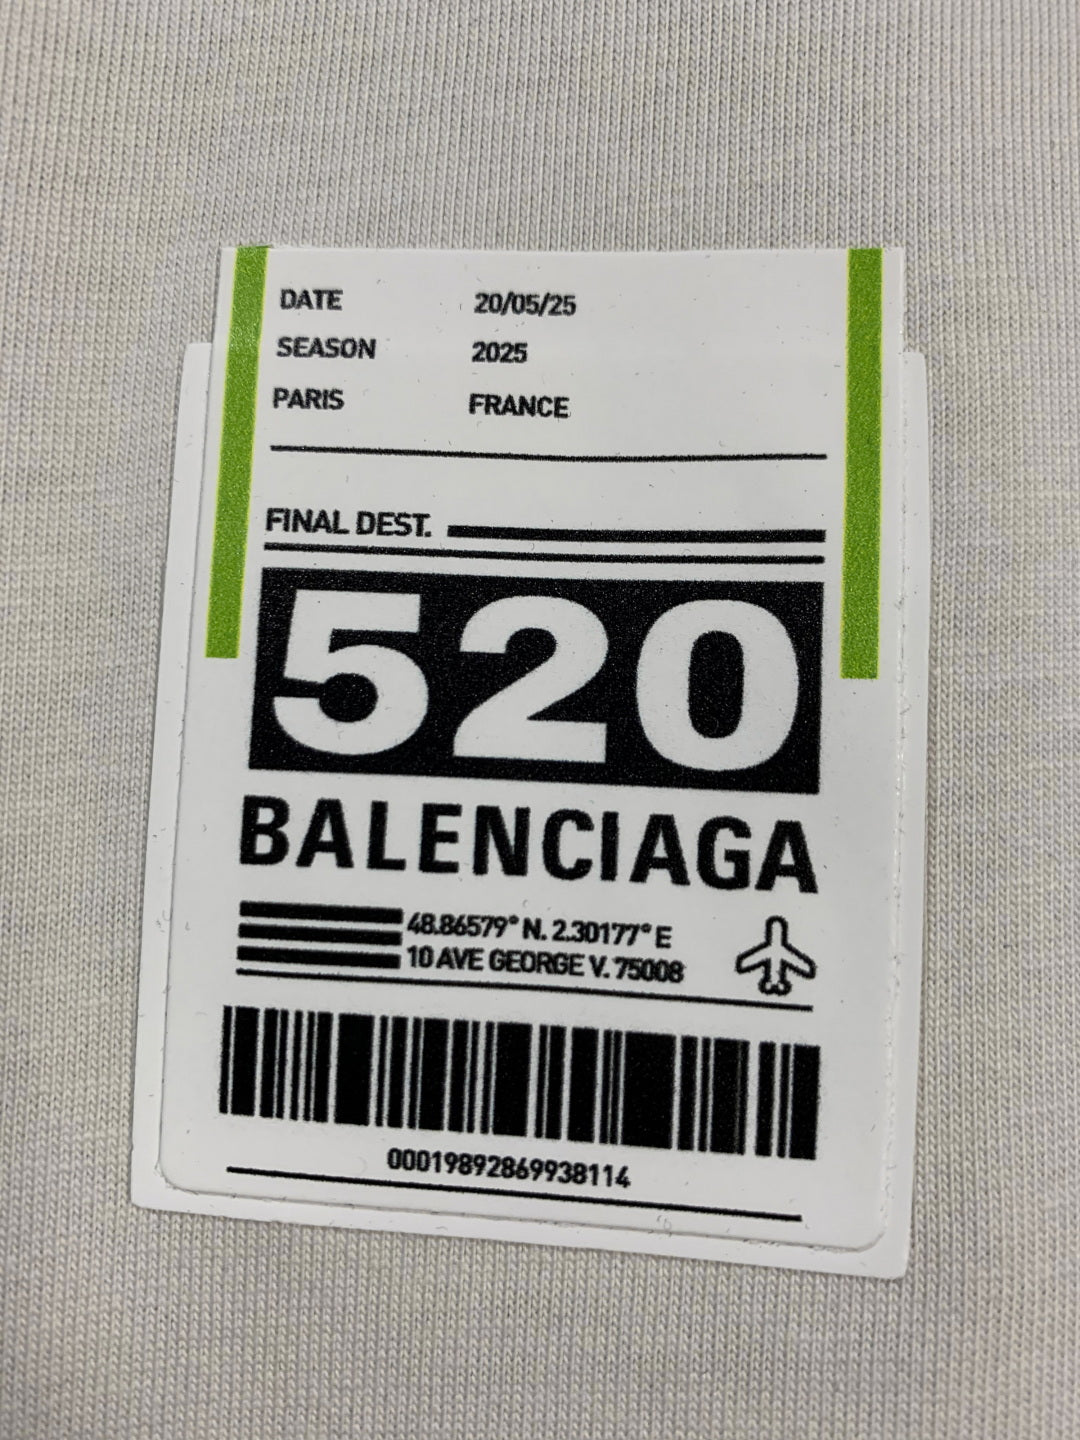 DATE 20/05/25
SEASON 2025
PARIS FRANCE
FINAL DEST.
520
BALENCIAGA
48.86579° N. 2.30177° E
10 AVE GEORGE V. 75008
00019892869938114